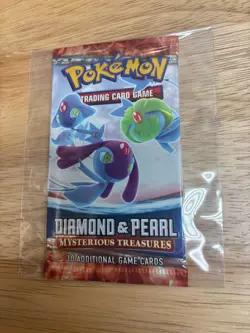 POKéMON
TRADING CARD GAME
DIAMOND & PEARL
MYSTERIOUS TREASURES
10 ADDITIONAL GAME CARDS